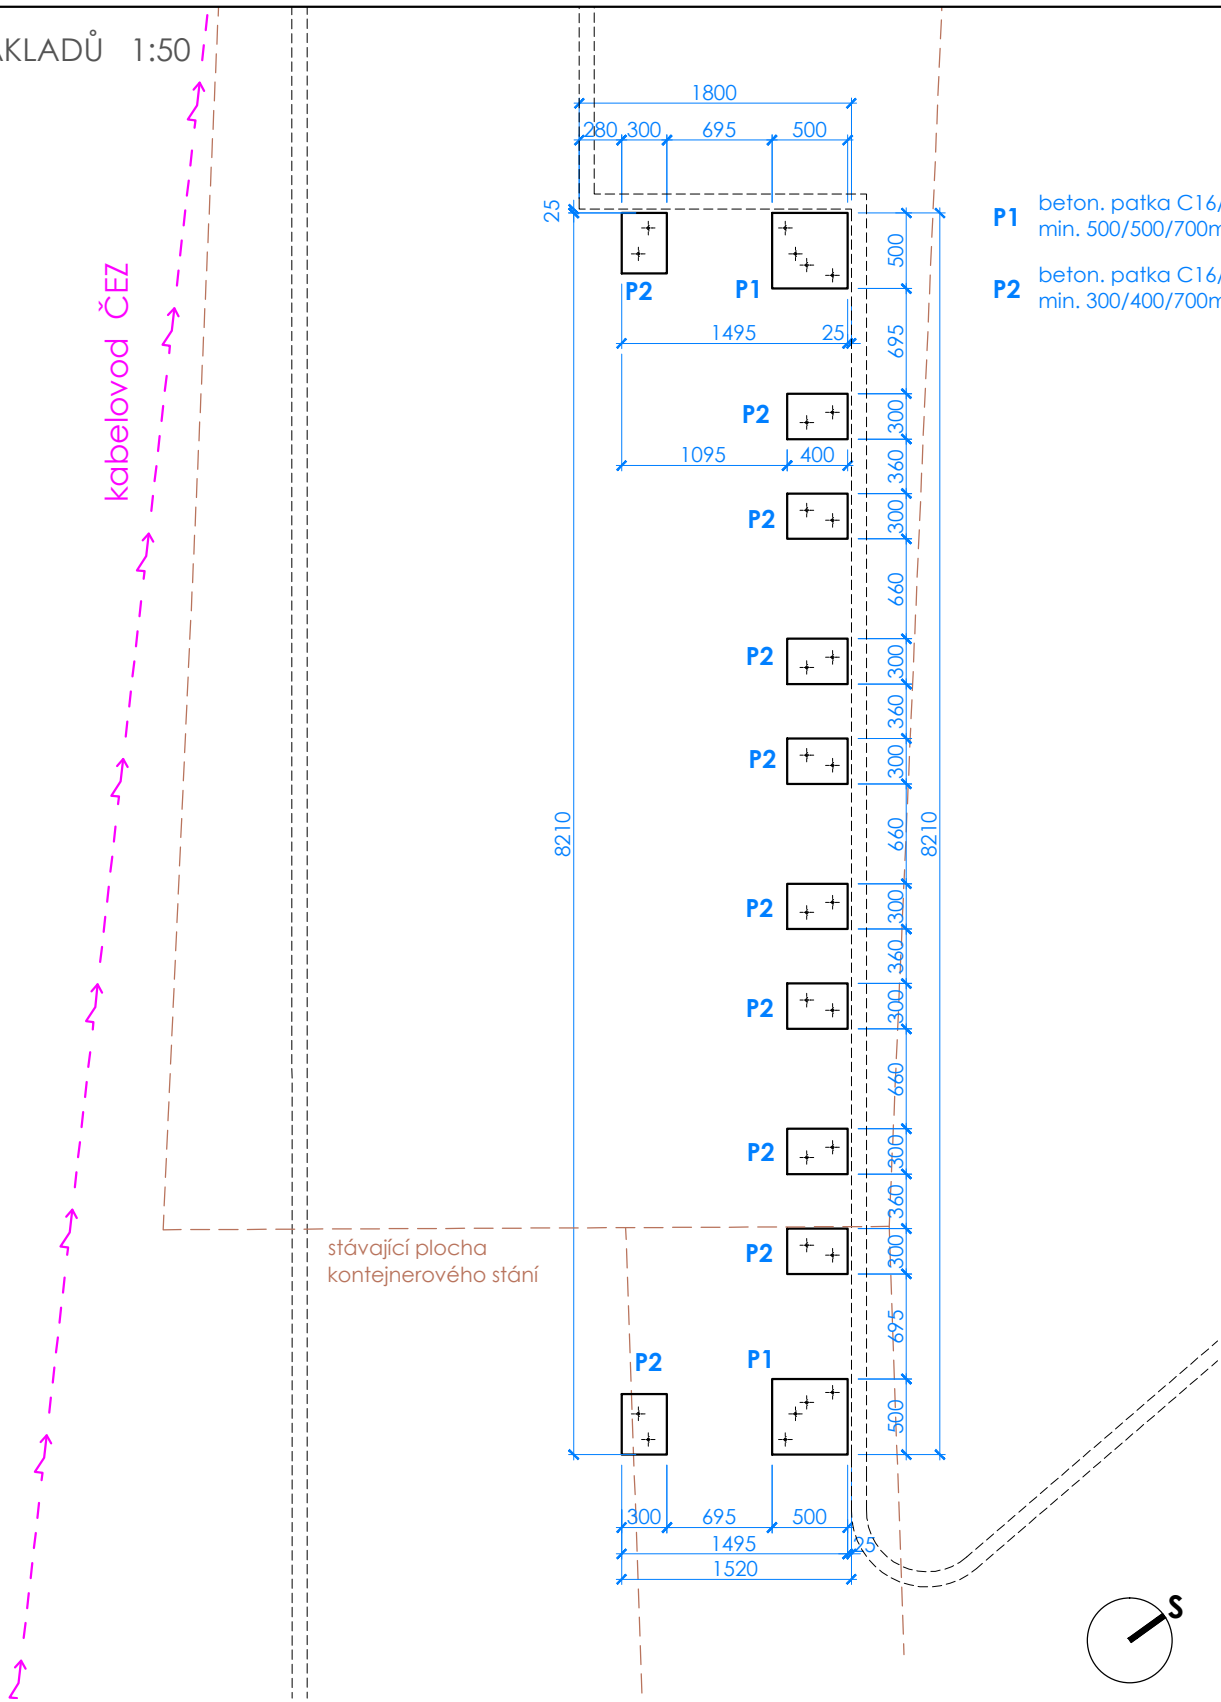 AKLADŮ 1:50
1800
280 300 695 500
25
P1 beton. patka C16/
min. 500/500/700m
500
P2 P1
P2 beton. patka C16/
min. 300/400/700m
kabelovod ČEZ
1495 25
695
P2
300
1095 400
360
P2
300
660
P2
300
360
P2
300
8210
660
8210
P2
300
360
P2
300
660
P2
300
360
stávající plocha
kontejnerového stání
P2
300
695
P2 P1
500
300 695 500
1495 25
1520
S